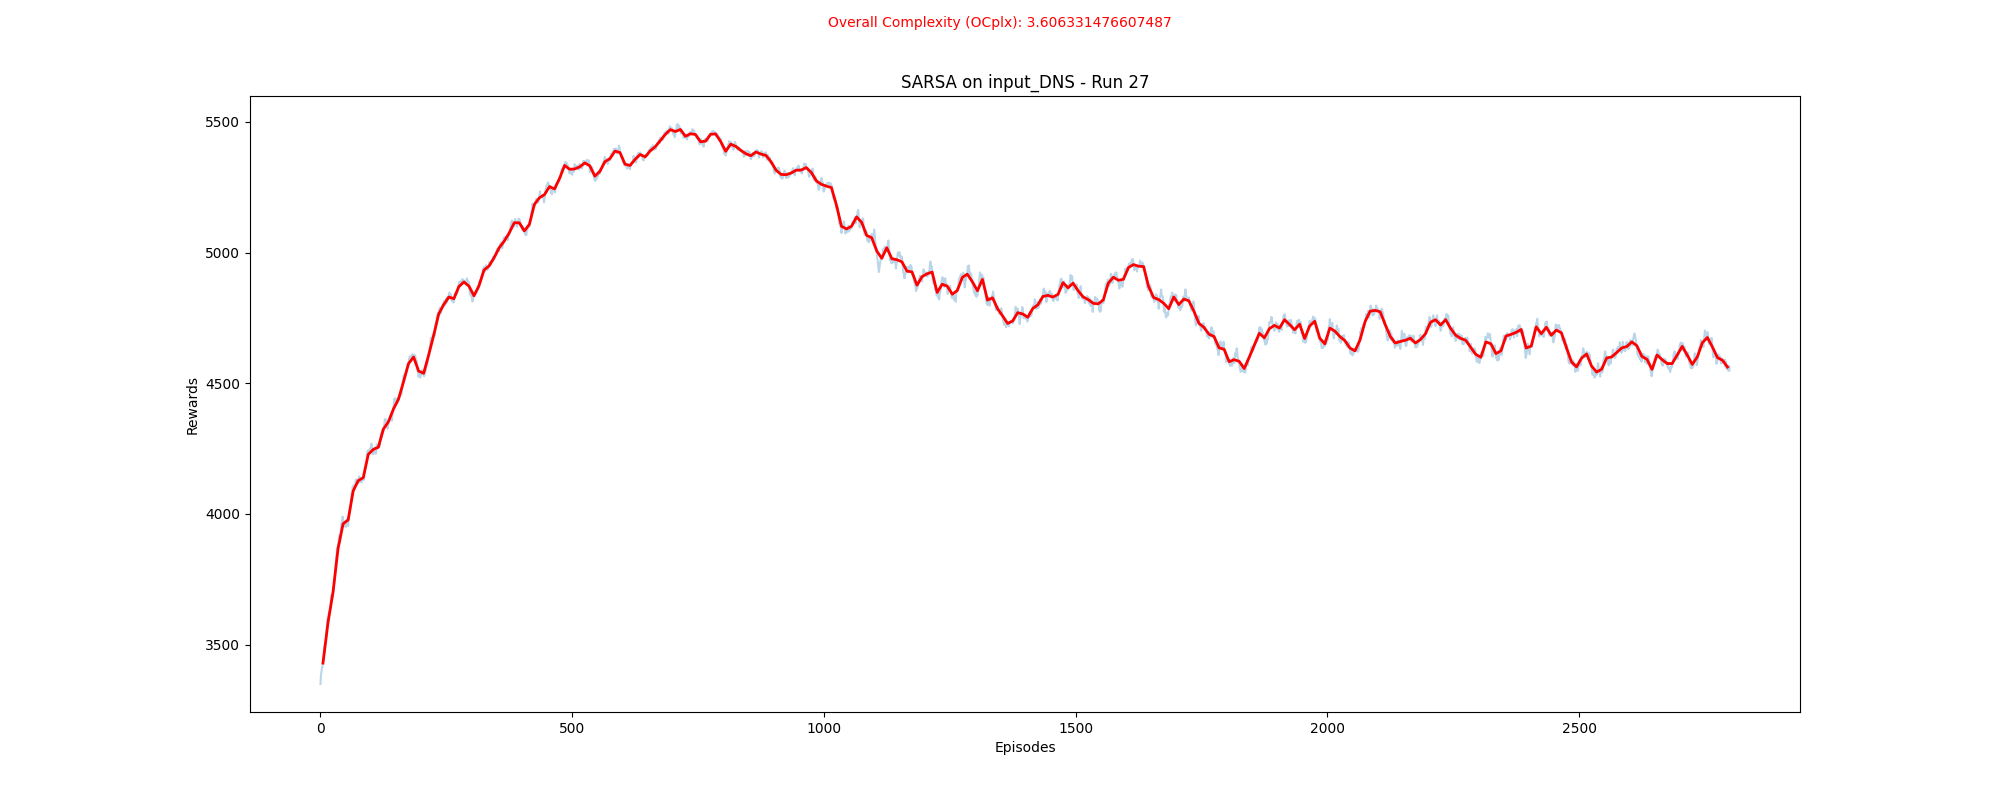 Overall Complexity (OCplx): 3.606331476607487
SARSA on input_DNS - Run 27
5500
5000
4500
4000
3500
Rewards
0 500 1000 1500 2000 2500
Episodes